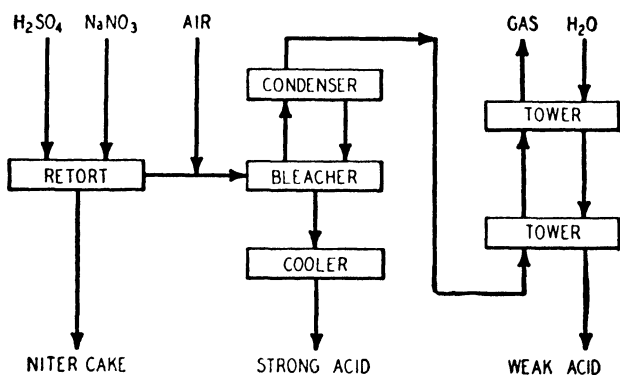 H₂SO₄ NaNO₃ AIR GAS H₂O
CONDENSER
TOWER
RETORT
BLEACHER
TOWER
COOLER
NITER CAKE STRONG ACID WEAK ACID